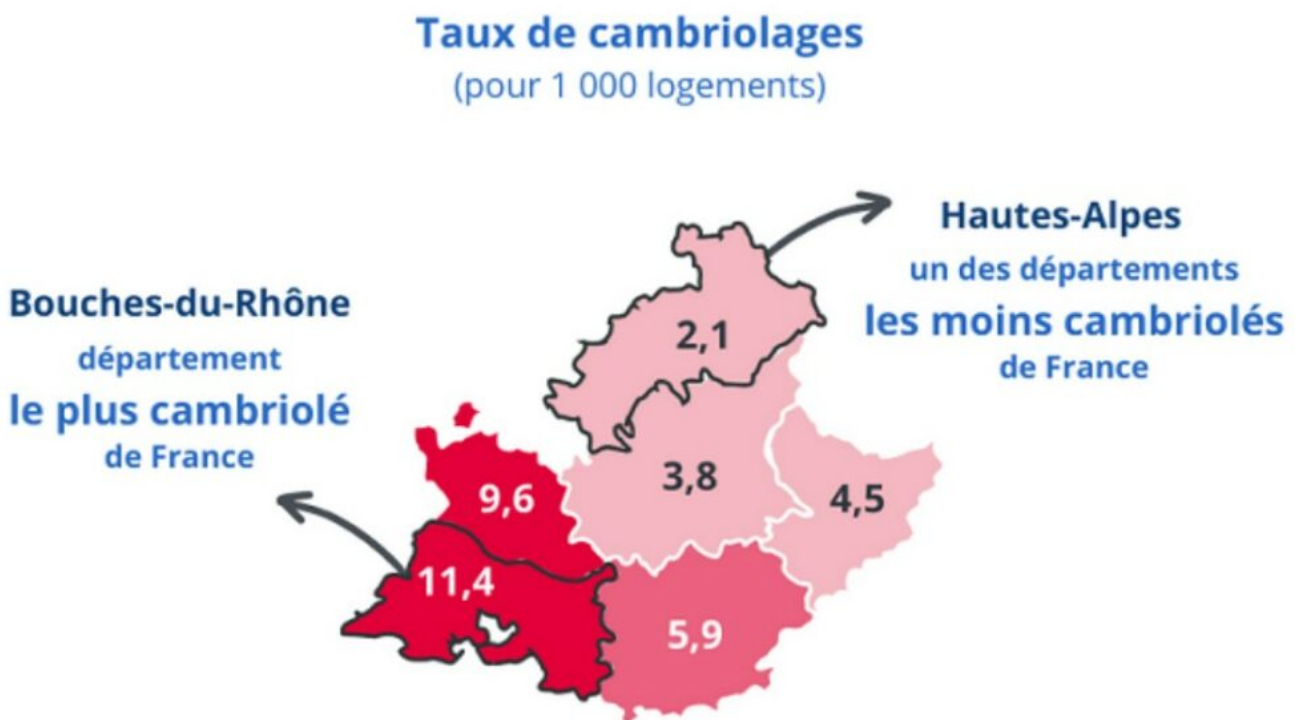 Taux de cambriolages
(pour 1 000 logements)
Hautes-Alpes
un des départements
les moins cambriolés
de France
Bouches-du-Rhône
département
le plus cambriolé
de France
2,1
3,8
4,5
9,6
11,4
5,9